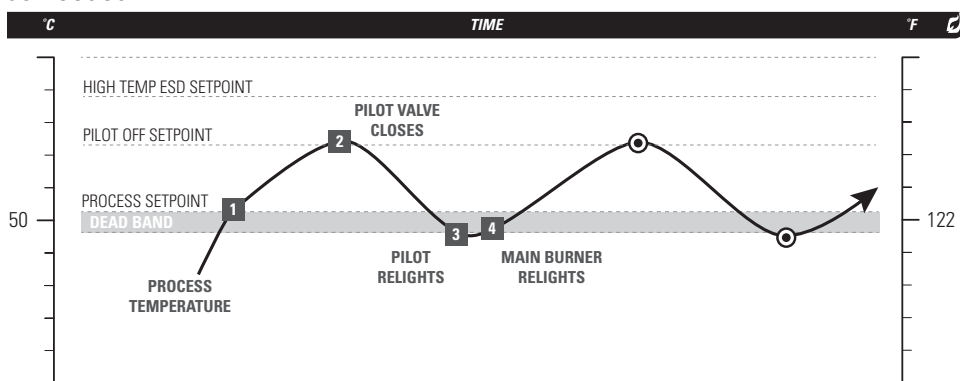 °C TIME °F
HIGH TEMP ESD SETPOINT
PILOT VALVE
CLOSES
PILOT OFF SETPOINT
2
PROCESS SETPOINT
1
50 DEAD BAND 122
3 4
PILOT
RELIGHTS
MAIN BURNER
RELIGHTS
PROCESS
TEMPERATURE